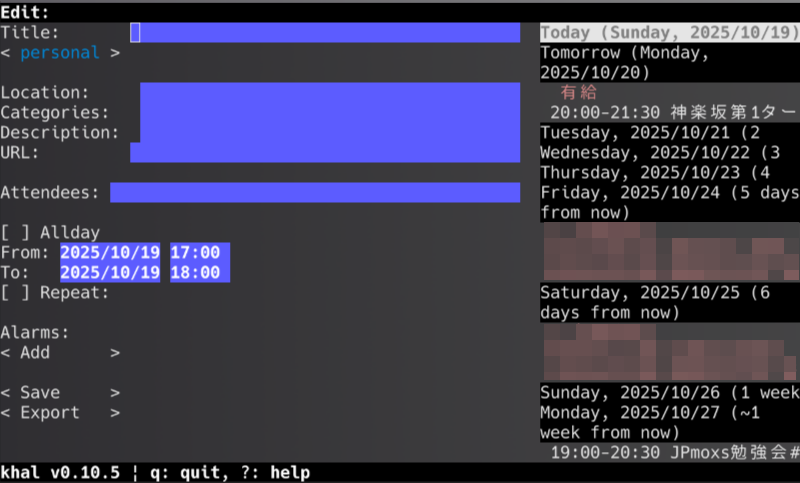 Edit:
Title:
< personal >
Location:
Categories:
Description:
URL:
Attendees:
[ ] Allday
From: 2025/10/19 17:00
To: 2025/10/19 18:00
[ ] Repeat:
Alarms:
< Add >
< Save >
< Export >
Today (Sunday, 2025/10/19)
Tomorrow (Monday,
2025/10/20)
有給
20:00-21:30 神楽坂第1ター
Tuesday, 2025/10/21 (2
Wednesday, 2025/10/22 (3
Thursday, 2025/10/23 (4
Friday, 2025/10/24 (5 days
from now)
Saturday, 2025/10/25 (6
days from now)
Sunday, 2025/10/26 (1 week
Monday, 2025/10/27 (~1
week from now)
19:00-20:30 JPmoxs勉強会#
khal v0.10.5 ¦ q: quit, ?: help